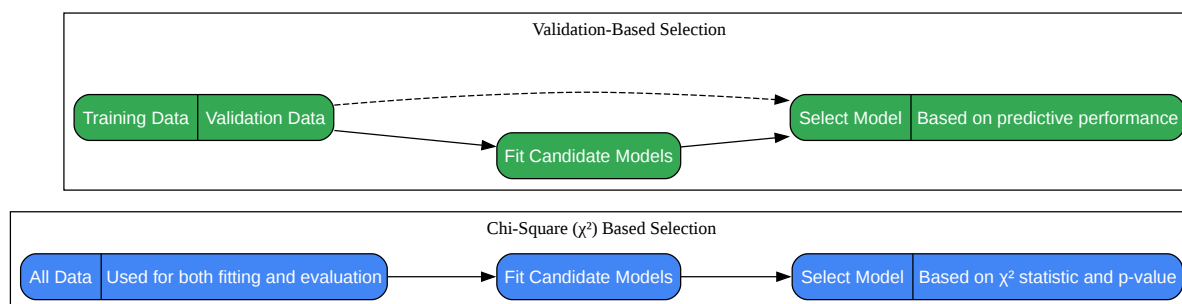 Validation-Based Selection
Training Data
Validation Data
Fit Candidate Models
Select Model
Based on predictive performance
Chi-Square (χ²) Based Selection
All Data
Used for both fitting and evaluation
Fit Candidate Models
Select Model
Based on χ² statistic and p-value